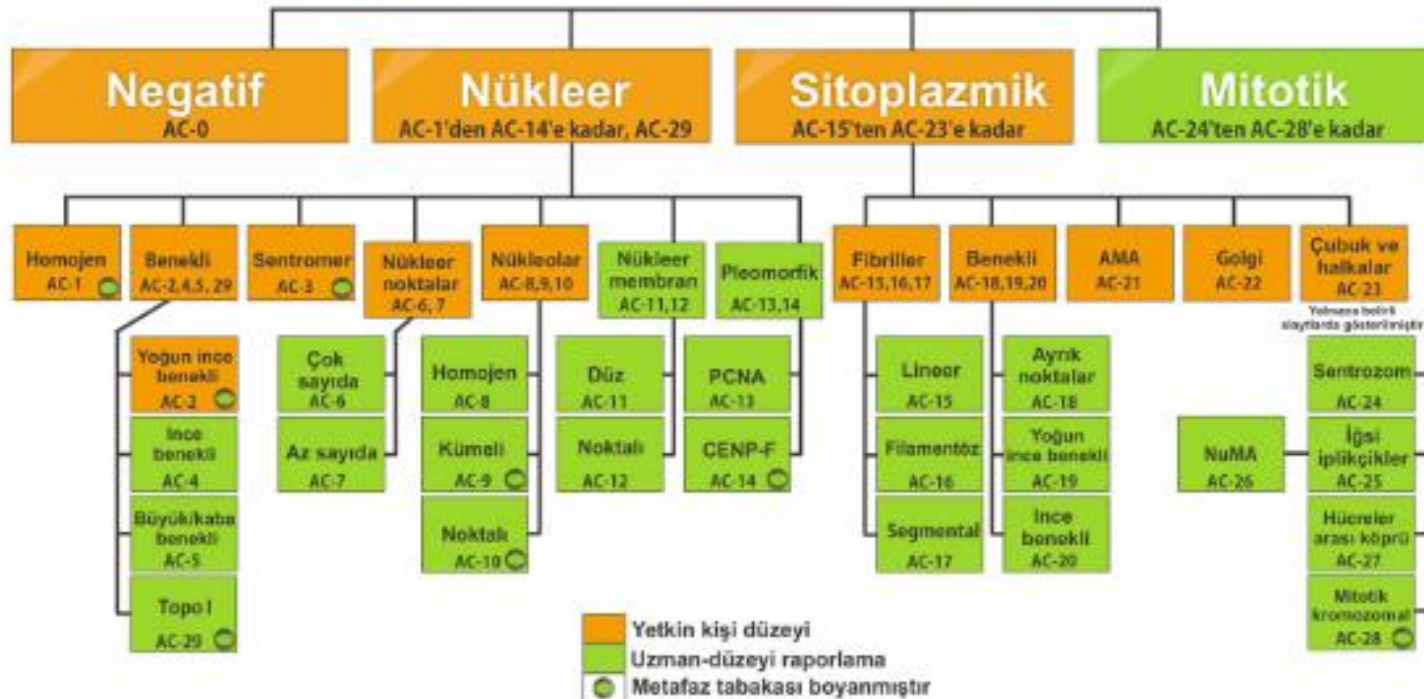 Negatif
AC-0
Nükleer
AC-1'den AC-14'e kadar, AC-29
Sitoplazmik
AC-15'ten AC-23'e kadar
Mitotik
AC-24'ten AC-28'e kadar
Homojen
AC-1
Benekli
AC-2,4,5, 29
Sentromer
AC-3
Nükleer
noktalar
AC-6, 7
Nükleolar
AC-8,9,10
Nükleer
membran
AC-11,12
Pleomorfik
AC-13,14
Fibriller
AC-15,16,17
Benekli
AC-18,19,20
AMA
AC-21
Golgi
AC-22
Çubuk ve
halkalar
AC-23
Yalnızca belirli
slaytlarda gösterilmiştir
Yoğun ince
benekli
AC-2
İnce
benekli
AC-4
Büyük/kaba
benekli
AC-5
Topo I
AC-29
Çok
sayıda
AC-6
Az sayıda
AC-7
Homojen
AC-8
Kümeli
AC-9
Noktalı
AC-10
Düz
AC-11
Noktalı
AC-12
PCNA
AC-13
CENP-F
AC-14
Lineer
AC-15
Filamentöz
AC-16
Segmental
AC-17
Ayrık
noktalar
AC-18
Yoğun
ince benekli
AC-19
İnce
benekli
AC-20
Sentrozom
AC-24
NuMA
AC-26
İğsi
iplikçikler
AC-25
Hücreler
arası köprü
AC-27
Mitotik
kromozomal
AC-28
Yetkin kişi düzeyi
Uzman-düzeyi raporlama
Metafaz tabakası boyanmıştır